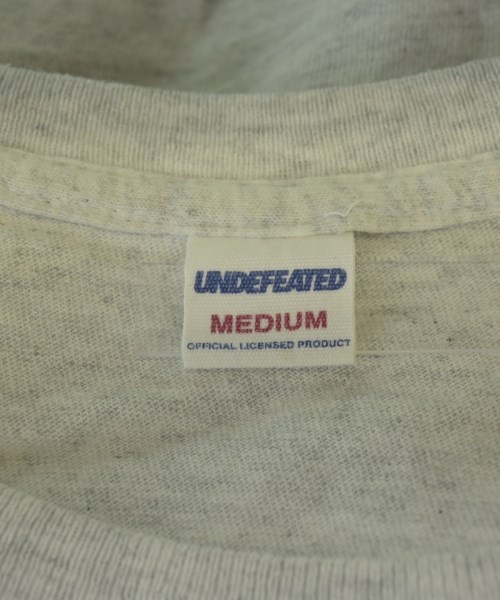 UNDEFEATED
MEDIUM
OFFICIAL LICENSED PRODUCT